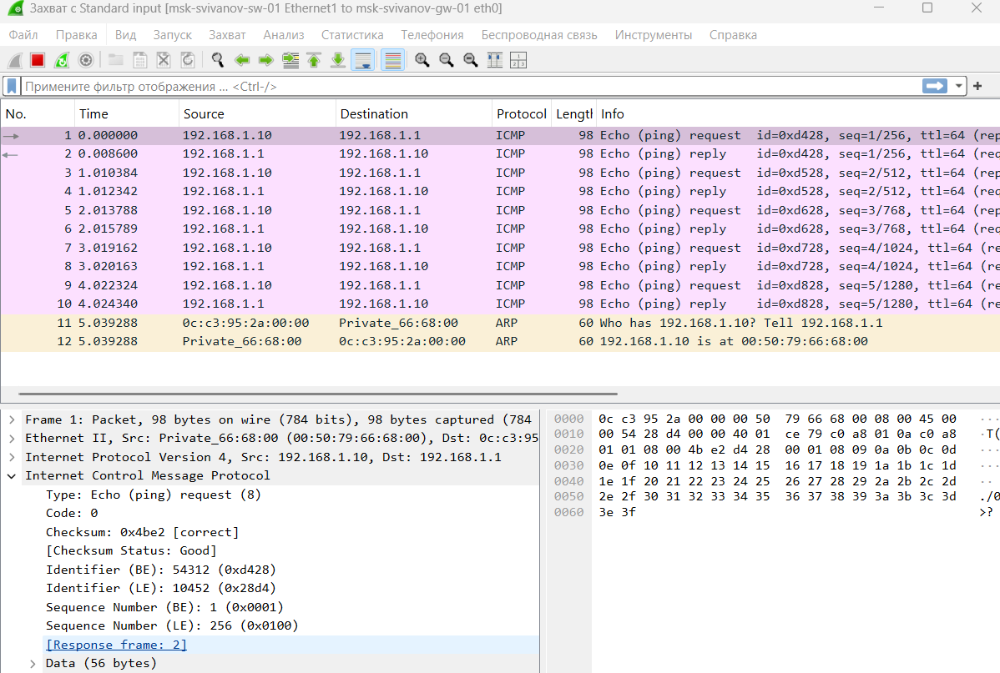 Захват с Standard input [msk-svivanov-sw-01 Ethernet1 to msk-svivanov-gw-01 eth0]
Файл Правка Вид Запуск Захват Анализ Статистика Телефония Беспроводная связь Инструменты Справка
Примените фильтр отображения ... <Ctrl-/>
No. Time Source Destination Protocol Length Info
1 0.000000 192.168.1.10 192.168.1.1 ICMP 98 Echo (ping) request id=0xd428, seq=1/256, ttl=64 (rep
2 0.008600 192.168.1.1 192.168.1.10 ICMP 98 Echo (ping) reply id=0xd428, seq=1/256, ttl=64 (req
3 1.010384 192.168.1.10 192.168.1.1 ICMP 98 Echo (ping) request id=0xd528, seq=2/512, ttl=64 (rep
4 1.012342 192.168.1.1 192.168.1.10 ICMP 98 Echo (ping) reply id=0xd528, seq=2/512, ttl=64 (req
5 2.013788 192.168.1.10 192.168.1.1 ICMP 98 Echo (ping) request id=0xd628, seq=3/768, ttl=64 (rep
6 2.015789 192.168.1.1 192.168.1.10 ICMP 98 Echo (ping) reply id=0xd628, seq=3/768, ttl=64 (req
7 3.019162 192.168.1.10 192.168.1.1 ICMP 98 Echo (ping) request id=0xd728, seq=4/1024, ttl=64 (re
8 3.020163 192.168.1.1 192.168.1.10 ICMP 98 Echo (ping) reply id=0xd728, seq=4/1024, ttl=64 (re
9 4.022324 192.168.1.10 192.168.1.1 ICMP 98 Echo (ping) request id=0xd828, seq=5/1280, ttl=64 (re
10 4.024340 192.168.1.1 192.168.1.10 ICMP 98 Echo (ping) reply id=0xd828, seq=5/1280, ttl=64 (re
11 5.039288 0c:c3:95:2a:00:00 Private_66:68:00 ARP 60 Who has 192.168.1.10? Tell 192.168.1.1
12 5.039288 Private_66:68:00 0c:c3:95:2a:00:00 ARP 60 192.168.1.10 is at 00:50:79:66:68:00
Frame 1: Packet, 98 bytes on wire (784 bits), 98 bytes captured (784
Ethernet II, Src: Private_66:68:00 (00:50:79:66:68:00), Dst: 0c:c3:95
Internet Protocol Version 4, Src: 192.168.1.10, Dst: 192.168.1.1
Internet Control Message Protocol
Type: Echo (ping) request (8)
Code: 0
Checksum: 0x4be2 [correct]
[Checksum Status: Good]
Identifier (BE): 54312 (0xd428)
Identifier (LE): 10452 (0x28d4)
Sequence Number (BE): 1 (0x0001)
Sequence Number (LE): 256 (0x0100)
[Response frame: 2]
Data (56 bytes)
0000 0c c3 95 2a 00 00 00 50 79 66 68 00 08 00 45 00 ···
0010 00 54 28 d4 00 00 40 01 ce 79 c0 a8 01 0a c0 a8 ·T(
0020 01 01 08 00 4b e2 d4 28 00 01 08 09 0a 0b 0c 0d ···
0030 0e 0f 10 11 12 13 14 15 16 17 18 19 1a 1b 1c 1d ···
0040 1e 1f 20 21 22 23 24 25 26 27 28 29 2a 2b 2c 2d ··
0050 2e 2f 30 31 32 33 34 35 36 37 38 39 3a 3b 3c 3d ./0
0060 3e 3f >?